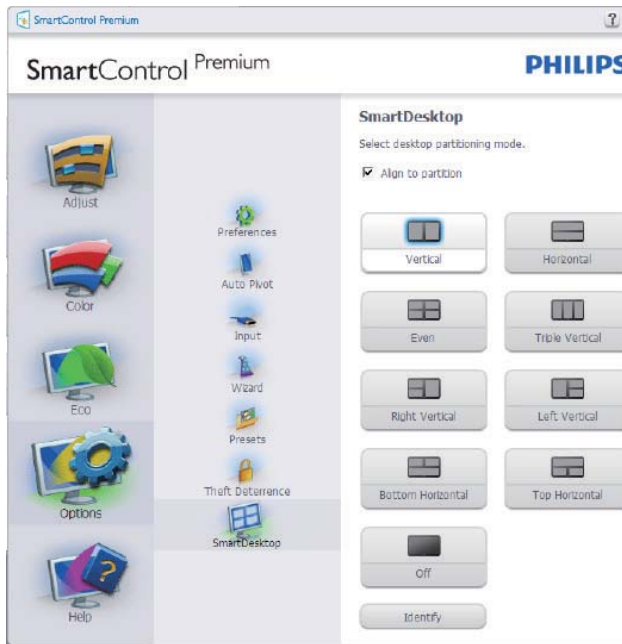 SmartControl Premium
?
SmartControl Premium
PHILIPS
Adjust
Color
Eco
Options
Help
Preferences
Auto Pivot
Input
Wizard
Presets
Theft Deterrence
SmartDesktop
SmartDesktop
Select desktop partitioning mode.
Align to partition
Vertical
Horizontal
Even
Triple Vertical
Right Vertical
Left Vertical
Bottom Horizontal
Top Horizontal
Off
Identify